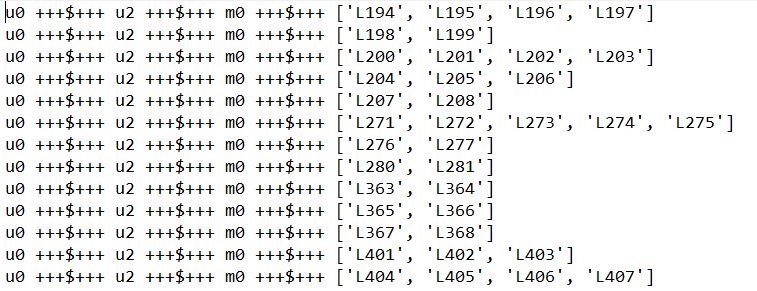 u0 +++$+++ u2 +++$+++ m0 +++$+++ ['L194', 'L195', 'L196', 'L197']
u0 +++$+++ u2 +++$+++ m0 +++$+++ ['L198', 'L199']
u0 +++$+++ u2 +++$+++ m0 +++$+++ ['L200', 'L201', 'L202', 'L203']
u0 +++$+++ u2 +++$+++ m0 +++$+++ ['L204', 'L205', 'L206']
u0 +++$+++ u2 +++$+++ m0 +++$+++ ['L207', 'L208']
u0 +++$+++ u2 +++$+++ m0 +++$+++ ['L271', 'L272', 'L273', 'L274', 'L275']
u0 +++$+++ u2 +++$+++ m0 +++$+++ ['L276', 'L277']
u0 +++$+++ u2 +++$+++ m0 +++$+++ ['L280', 'L281']
u0 +++$+++ u2 +++$+++ m0 +++$+++ ['L363', 'L364']
u0 +++$+++ u2 +++$+++ m0 +++$+++ ['L365', 'L366']
u0 +++$+++ u2 +++$+++ m0 +++$+++ ['L367', 'L368']
u0 +++$+++ u2 +++$+++ m0 +++$+++ ['L401', 'L402', 'L403']
u0 +++$+++ u2 +++$+++ m0 +++$+++ ['L404', 'L405', 'L406', 'L407']